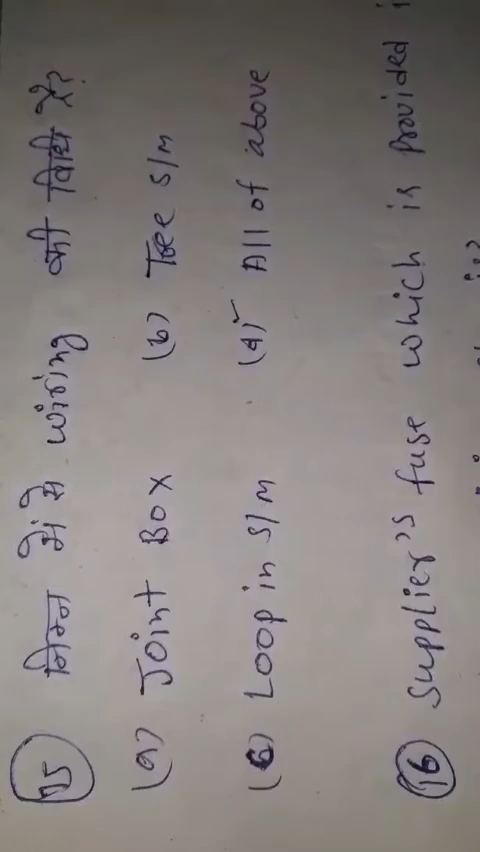 15 निम्न में से wiring की विधि है?
(a) Joint Box (b) Tree S/M
(c) Loop in S/M (d) All of above
16 Supplier's fuse which is provided